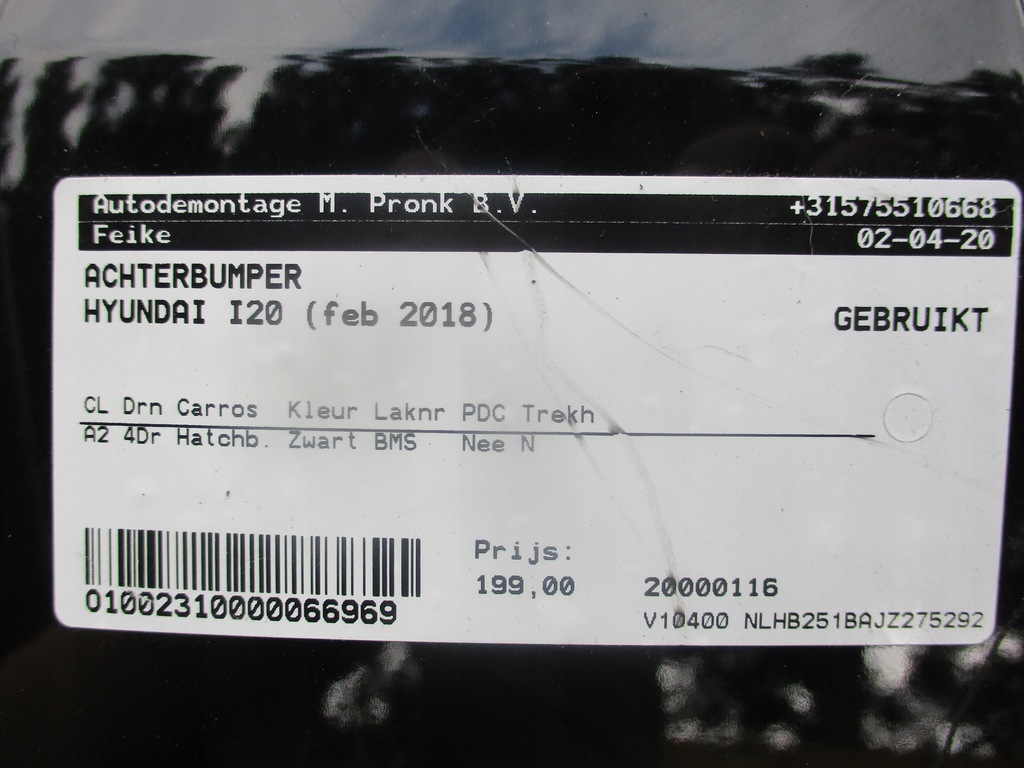 Autodemontage M. Pronk B.V. +31575510668
Feike 02-04-20
ACHTERBUMPER
HYUNDAI I20 (feb 2018) GEBRUIKT
CL Drn Carros Kleur Laknr PDC Trekh
A2 4Dr Hatchb. Zwart BMS Nee N
Prijs:
199,00 20000116
01002310000066969
V10400 NLHB251BAJZ275292